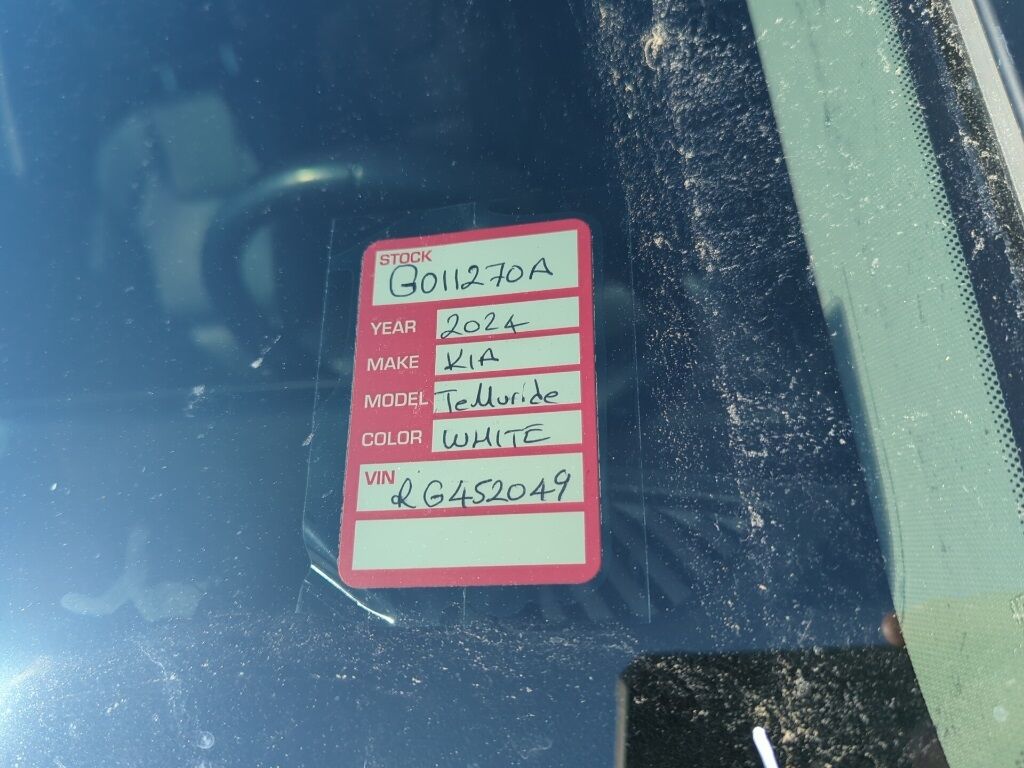 STOCK
G011270A
YEAR 2024
MAKE KIA
MODEL Telluride
COLOR WHITE
VIN RG452049